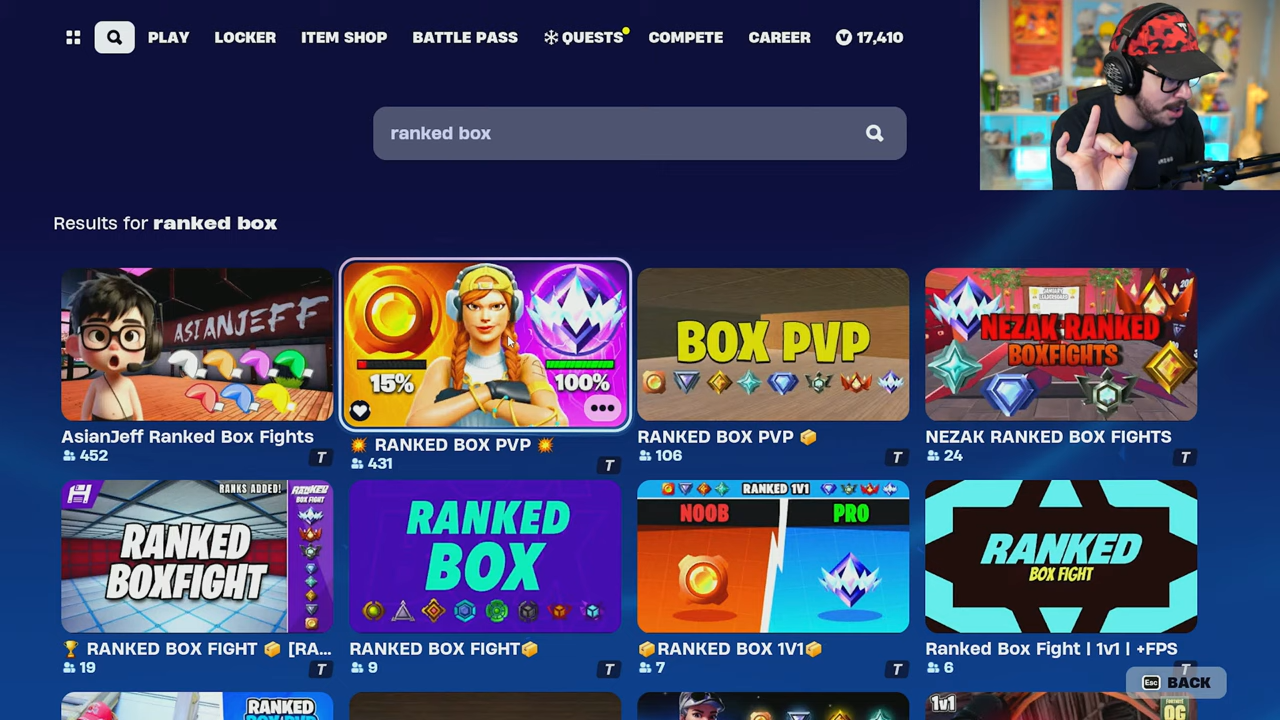 PLAY LOCKER ITEM SHOP BATTLE PASS QUESTS COMPETE CAREER 17,410
ranked box
Results for ranked box
ASIANJEFF
AsianJeff Ranked Box Fights
452
T
15%
100%
💥 RANKED BOX PVP 💥
431
T
BOX PVP
RANKED BOX PVP 📦
106
T
NEZAK RANKED
BOXFIGHTS
NEZAK RANKED BOX FIGHTS
24
T
RANKS ADDED!
RANKED
BOX FIGHT
RANKED
BOXFIGHT
🏆 RANKED BOX FIGHT 📦 [RA...
19
T
RANKED
BOX
RANKED BOX FIGHT📦
9
T
RANKED 1V1
NOOB
PRO
📦RANKED BOX 1V1📦
7
T
RANKED
BOX FIGHT
Ranked Box Fight | 1v1 | +FPS
6
T
Esc BACK
RANKED
1v1
OG